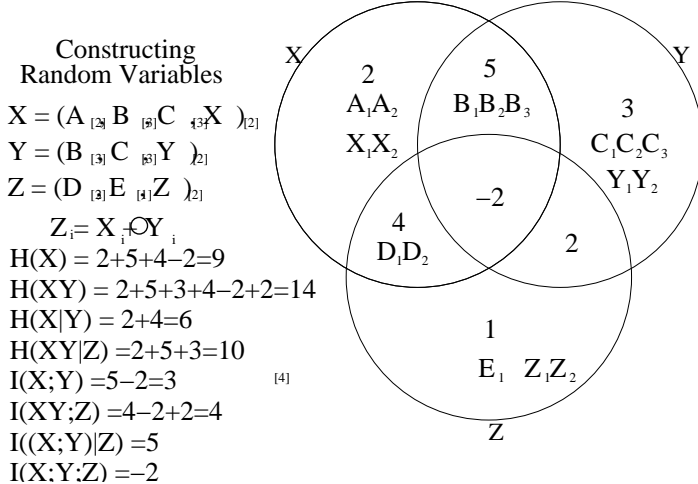 Constructing
Random Variables
X = (A [2], B [3], C [3], X )[2]
Y = (B [3], C [3], Y )[2]
Z = (D [2], E [1], Z )[2]
Zi = Xi ⊕ Yi
H(X) = 2+5+4−2=9
H(XY) = 2+5+3+4−2+2=14
H(X|Y) = 2+4=6
H(XY|Z) =2+5+3=10
I(X;Y) =5−2=3
[4]
I(XY;Z) =4−2+2=4
I((X;Y)|Z) =5
I(X;Y;Z) =−2
X
Y
2
A1A2
X1X2
5
B1B2B3
3
C1C2C3
Y1Y2
−2
4
D1D2
2
1
E1 Z1Z2
Z